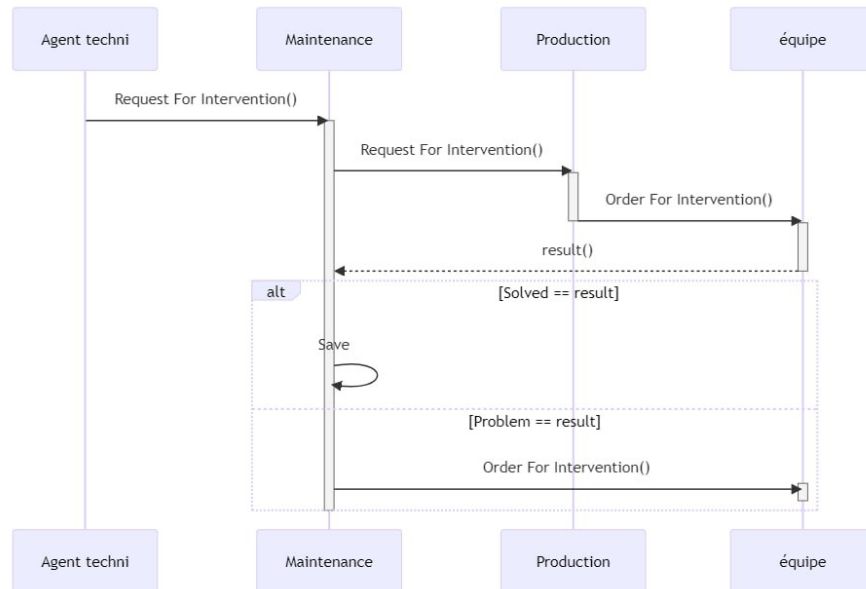 Agent techni
Maintenance
Production
équipe
Request For Intervention()
Request For Intervention()
Order For Intervention()
result()
alt
[Solved == result]
Save
[Problem == result]
Order For Intervention()
Agent techni
Maintenance
Production
équipe